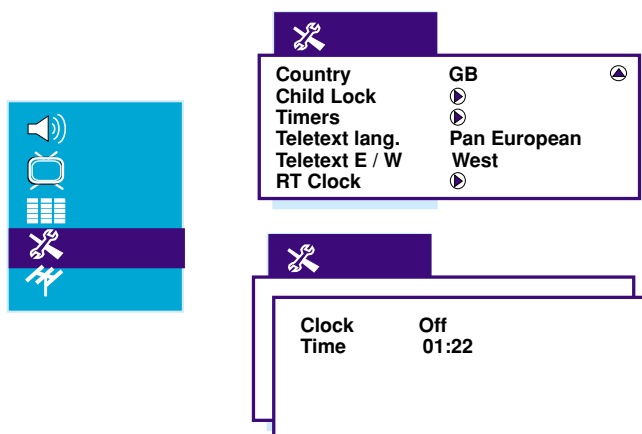 Country GB
Child Lock
Timers
Teletext lang. Pan European
Teletext E / W West
RT Clock
Clock Off
Time 01:22